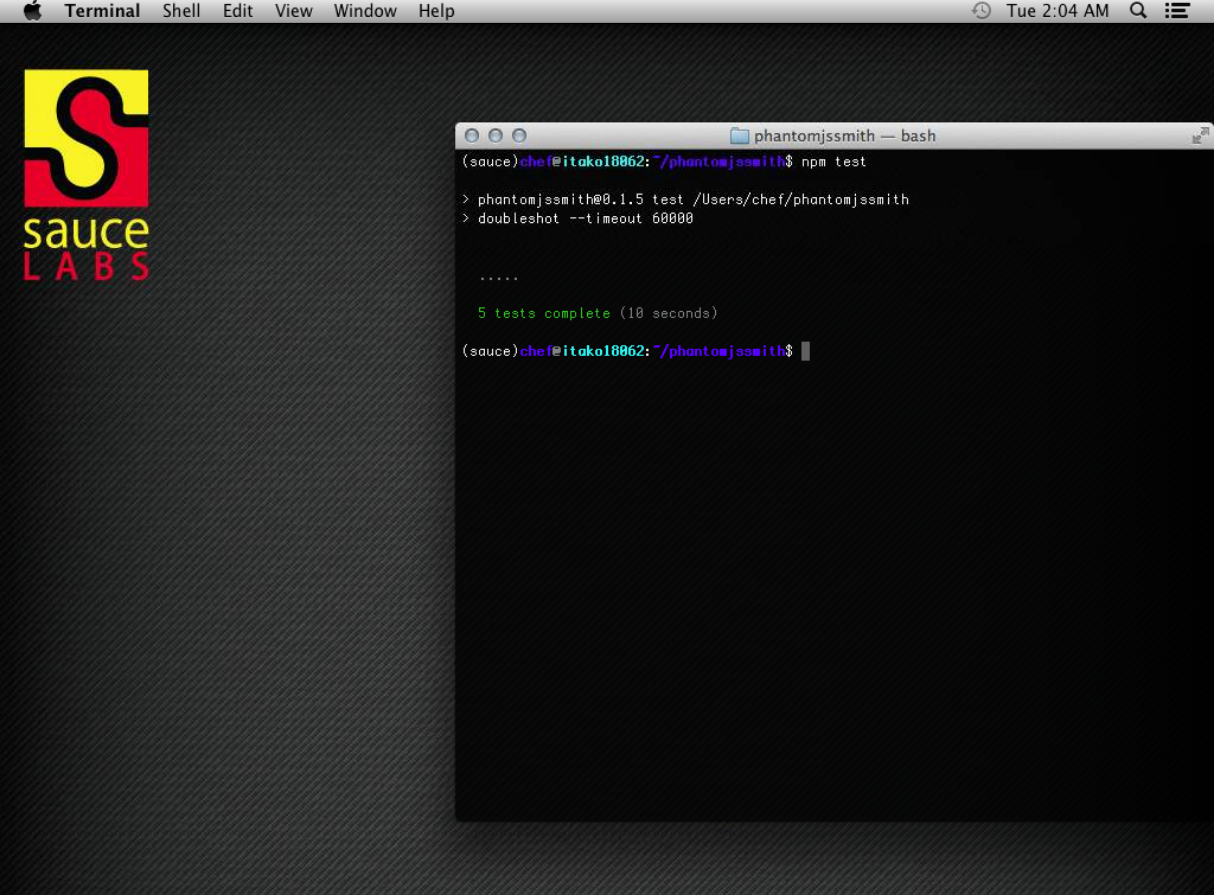 Terminal Shell Edit View Window Help Tue 2:04 AM
sauce
LABS
phantomjssmith — bash
(sauce)chef@itako18062:~/phantomjssmith$ npm test
> phantomjssmith@0.1.5 test /Users/chef/phantomjssmith
> doubleshot --timeout 60000
.....
5 tests complete (10 seconds)
(sauce)chef@itako18062:~/phantomjssmith$